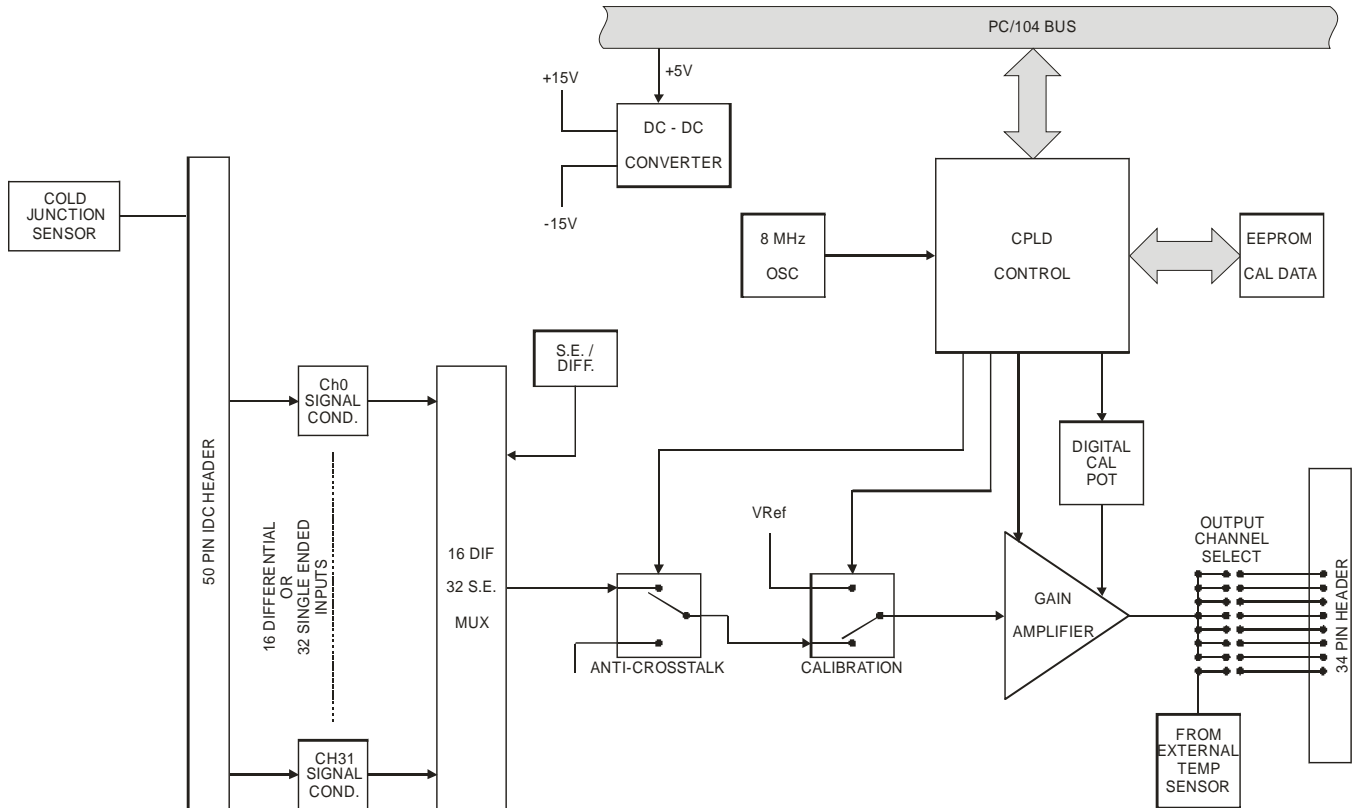 PC/104 BUS
+15V
+5V
DC - DC
CONVERTER
-15V
COLD
JUNCTION
SENSOR
8 MHz
OSC
CPLD
CONTROL
EEPROM
CAL DATA
50 PIN IDC HEADER
Ch0
SIGNAL
COND.
S.E. /
DIFF.
16 DIFFERENTIAL
OR
32 SINGLE ENDED
INPUTS
16 DIF
32 S.E.
MUX
VRef
DIGITAL
CAL
POT
ANTI-CROSSTALK
CALIBRATION
GAIN
AMPLIFIER
OUTPUT
CHANNEL
SELECT
34 PIN HEADER
CH31
SIGNAL
COND.
FROM
EXTERNAL
TEMP
SENSOR